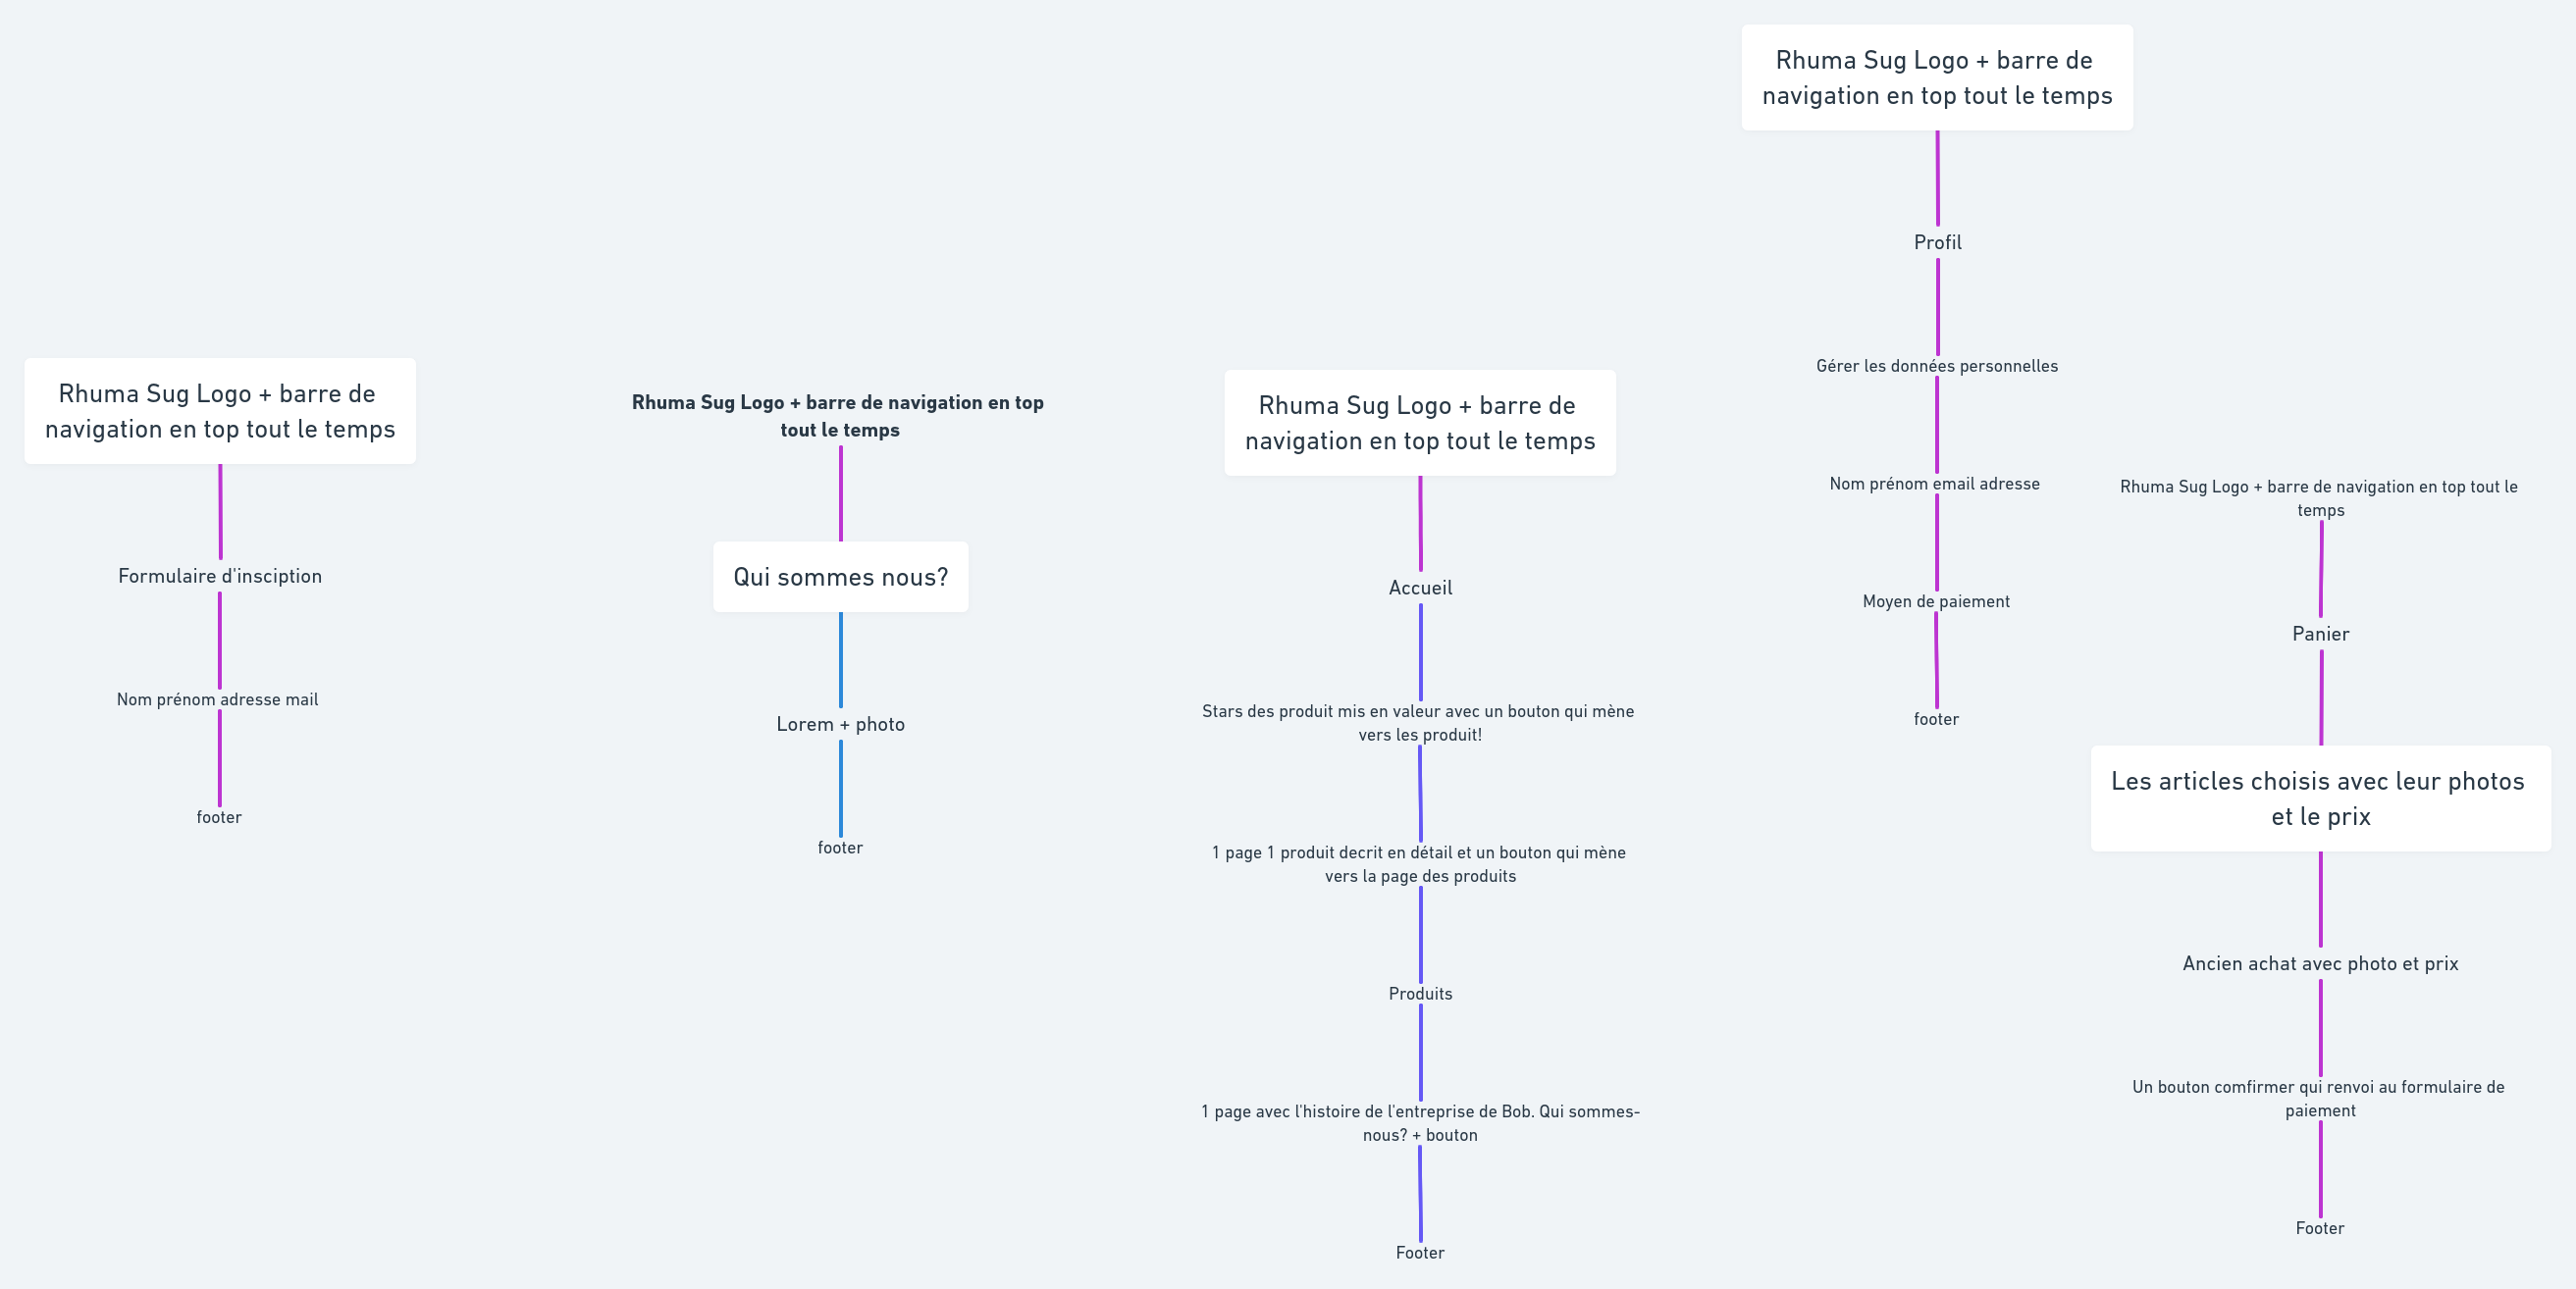 Rhuma Sug Logo + barre de
navigation en top tout le temps
Formulaire d'insciption
Nom prénom adresse mail
footer
Rhuma Sug Logo + barre de navigation en top
tout le temps
Qui sommes nous?
Lorem + photo
footer
Rhuma Sug Logo + barre de
navigation en top tout le temps
Accueil
Stars des produit mis en valeur avec un bouton qui mène
vers les produit!
1 page 1 produit decrit en détail et un bouton qui mène
vers la page des produits
Produits
1 page avec l'histoire de l'entreprise de Bob. Qui sommes-
nous? + bouton
Footer
Rhuma Sug Logo + barre de
navigation en top tout le temps
Profil
Gérer les données personnelles
Nom prénom email adresse
Moyen de paiement
footer
Rhuma Sug Logo + barre de navigation en top tout le
temps
Panier
Les articles choisis avec leur photos
et le prix
Ancien achat avec photo et prix
Un bouton comfirmer qui renvoi au formulaire de
paiement
Footer